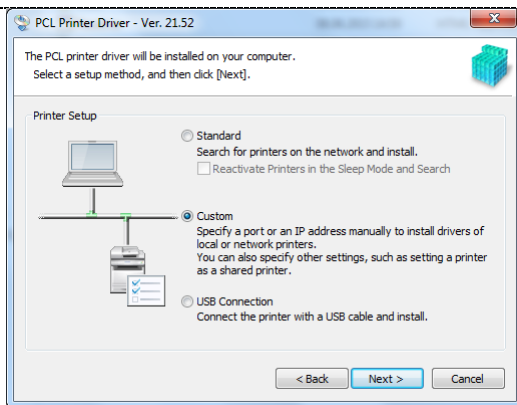 PCL Printer Driver - Ver. 21.52
The PCL printer driver will be installed on your computer.
Select a setup method, and then click [Next].
Printer Setup
Standard
Search for printers on the network and install.
Reactivate Printers in the Sleep Mode and Search
Custom
Specify a port or an IP address manually to install drivers of
local or network printers.
You can also specify other settings, such as setting a printer
as a shared printer.
USB Connection
Connect the printer with a USB cable and install.
< Back Next > Cancel